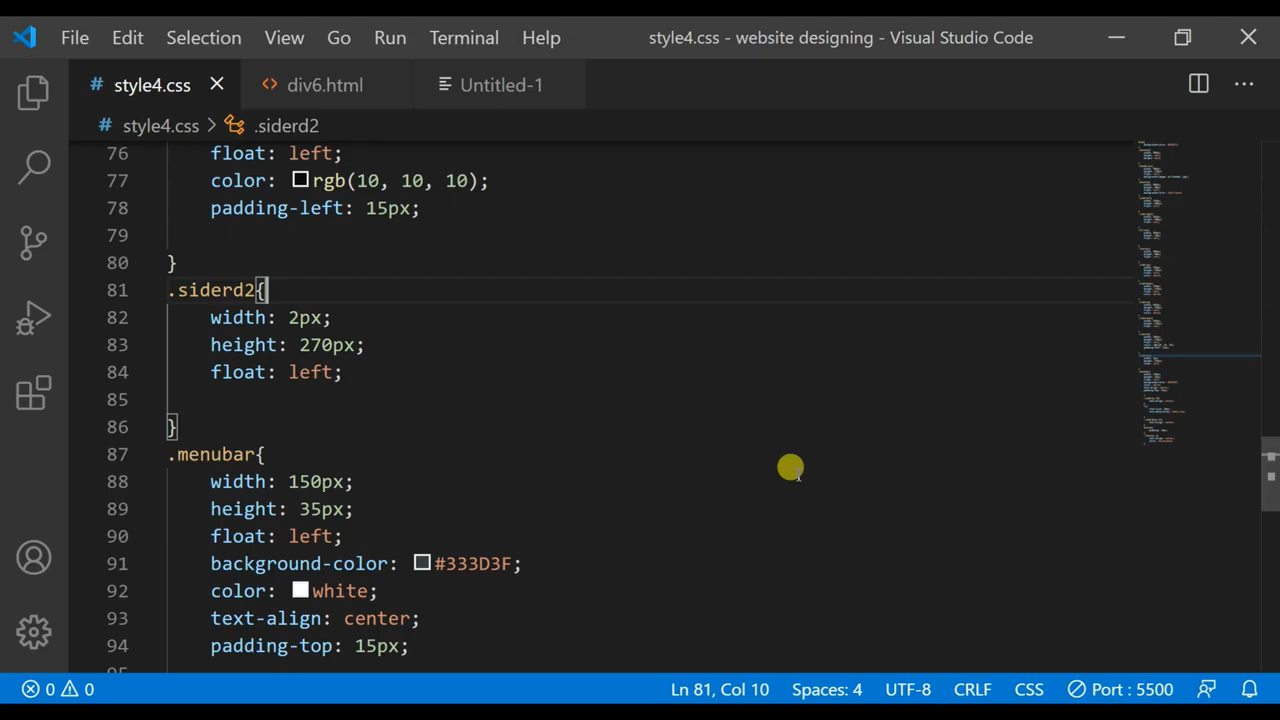 File Edit Selection View Go Run Terminal Help style4.css - website designing - Visual Studio Code
# style4.css <> div6.html Untitled-1
# style4.css > .siderd2
76 float: left;
77 color: rgb(10, 10, 10);
78 padding-left: 15px;
79
80 }
81 .siderd2{
82 width: 2px;
83 height: 270px;
84 float: left;
85
86 }
87 .menubar{
88 width: 150px;
89 height: 35px;
90 float: left;
91 background-color: #333D3F;
92 color: white;
93 text-align: center;
94 padding-top: 15px;
95
0 0 Ln 81, Col 10 Spaces: 4 UTF-8 CRLF CSS Port : 5500